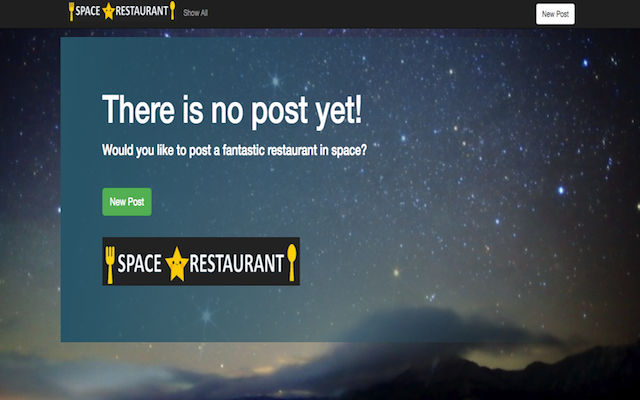 SPACE RESTAURANT Show All New Post
There is no post yet!
Would you like to post a fantastic restaurant in space?
New Post
SPACE RESTAURANT